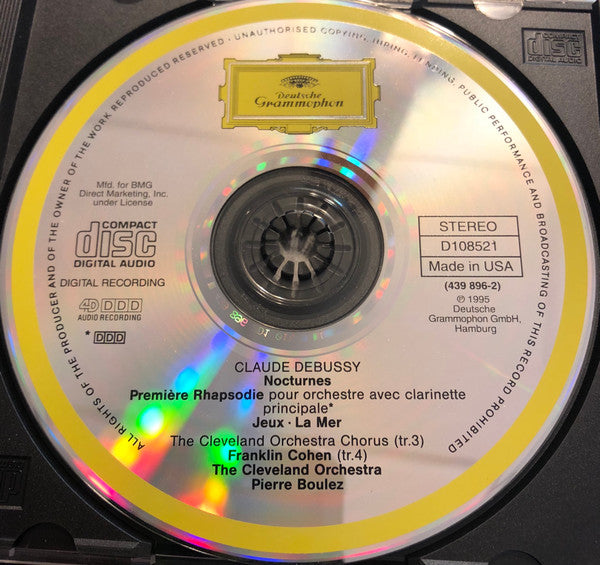 ALL RIGHTS OF THE PRODUCER AND OF THE OWNER OF THE WORK REPRODUCED RESERVED · UNAUTHORISED COPYING, HIRING, PUBLIC PERFORMANCE AND BROADCASTING OF THIS RECORD PROHIBITED
Deutsche
Grammophon
COMPACT
disc
DIGITAL AUDIO
Mfd. for BMG
Direct Marketing, Inc.
under License
COMPACT
disc
DIGITAL AUDIO
DIGITAL RECORDING
4D DDD
AUDIO RECORDING
* DDD
STEREO
D108521
Made in USA
(439 896-2)
℗ 1995
Deutsche
Grammophon GmbH,
Hamburg
CLAUDE DEBUSSY
Nocturnes
Première Rhapsodie pour orchestre avec clarinette
principale*
Jeux · La Mer
The Cleveland Orchestra Chorus (tr.3)
Franklin Cohen (tr.4)
The Cleveland Orchestra
Pierre Boulez